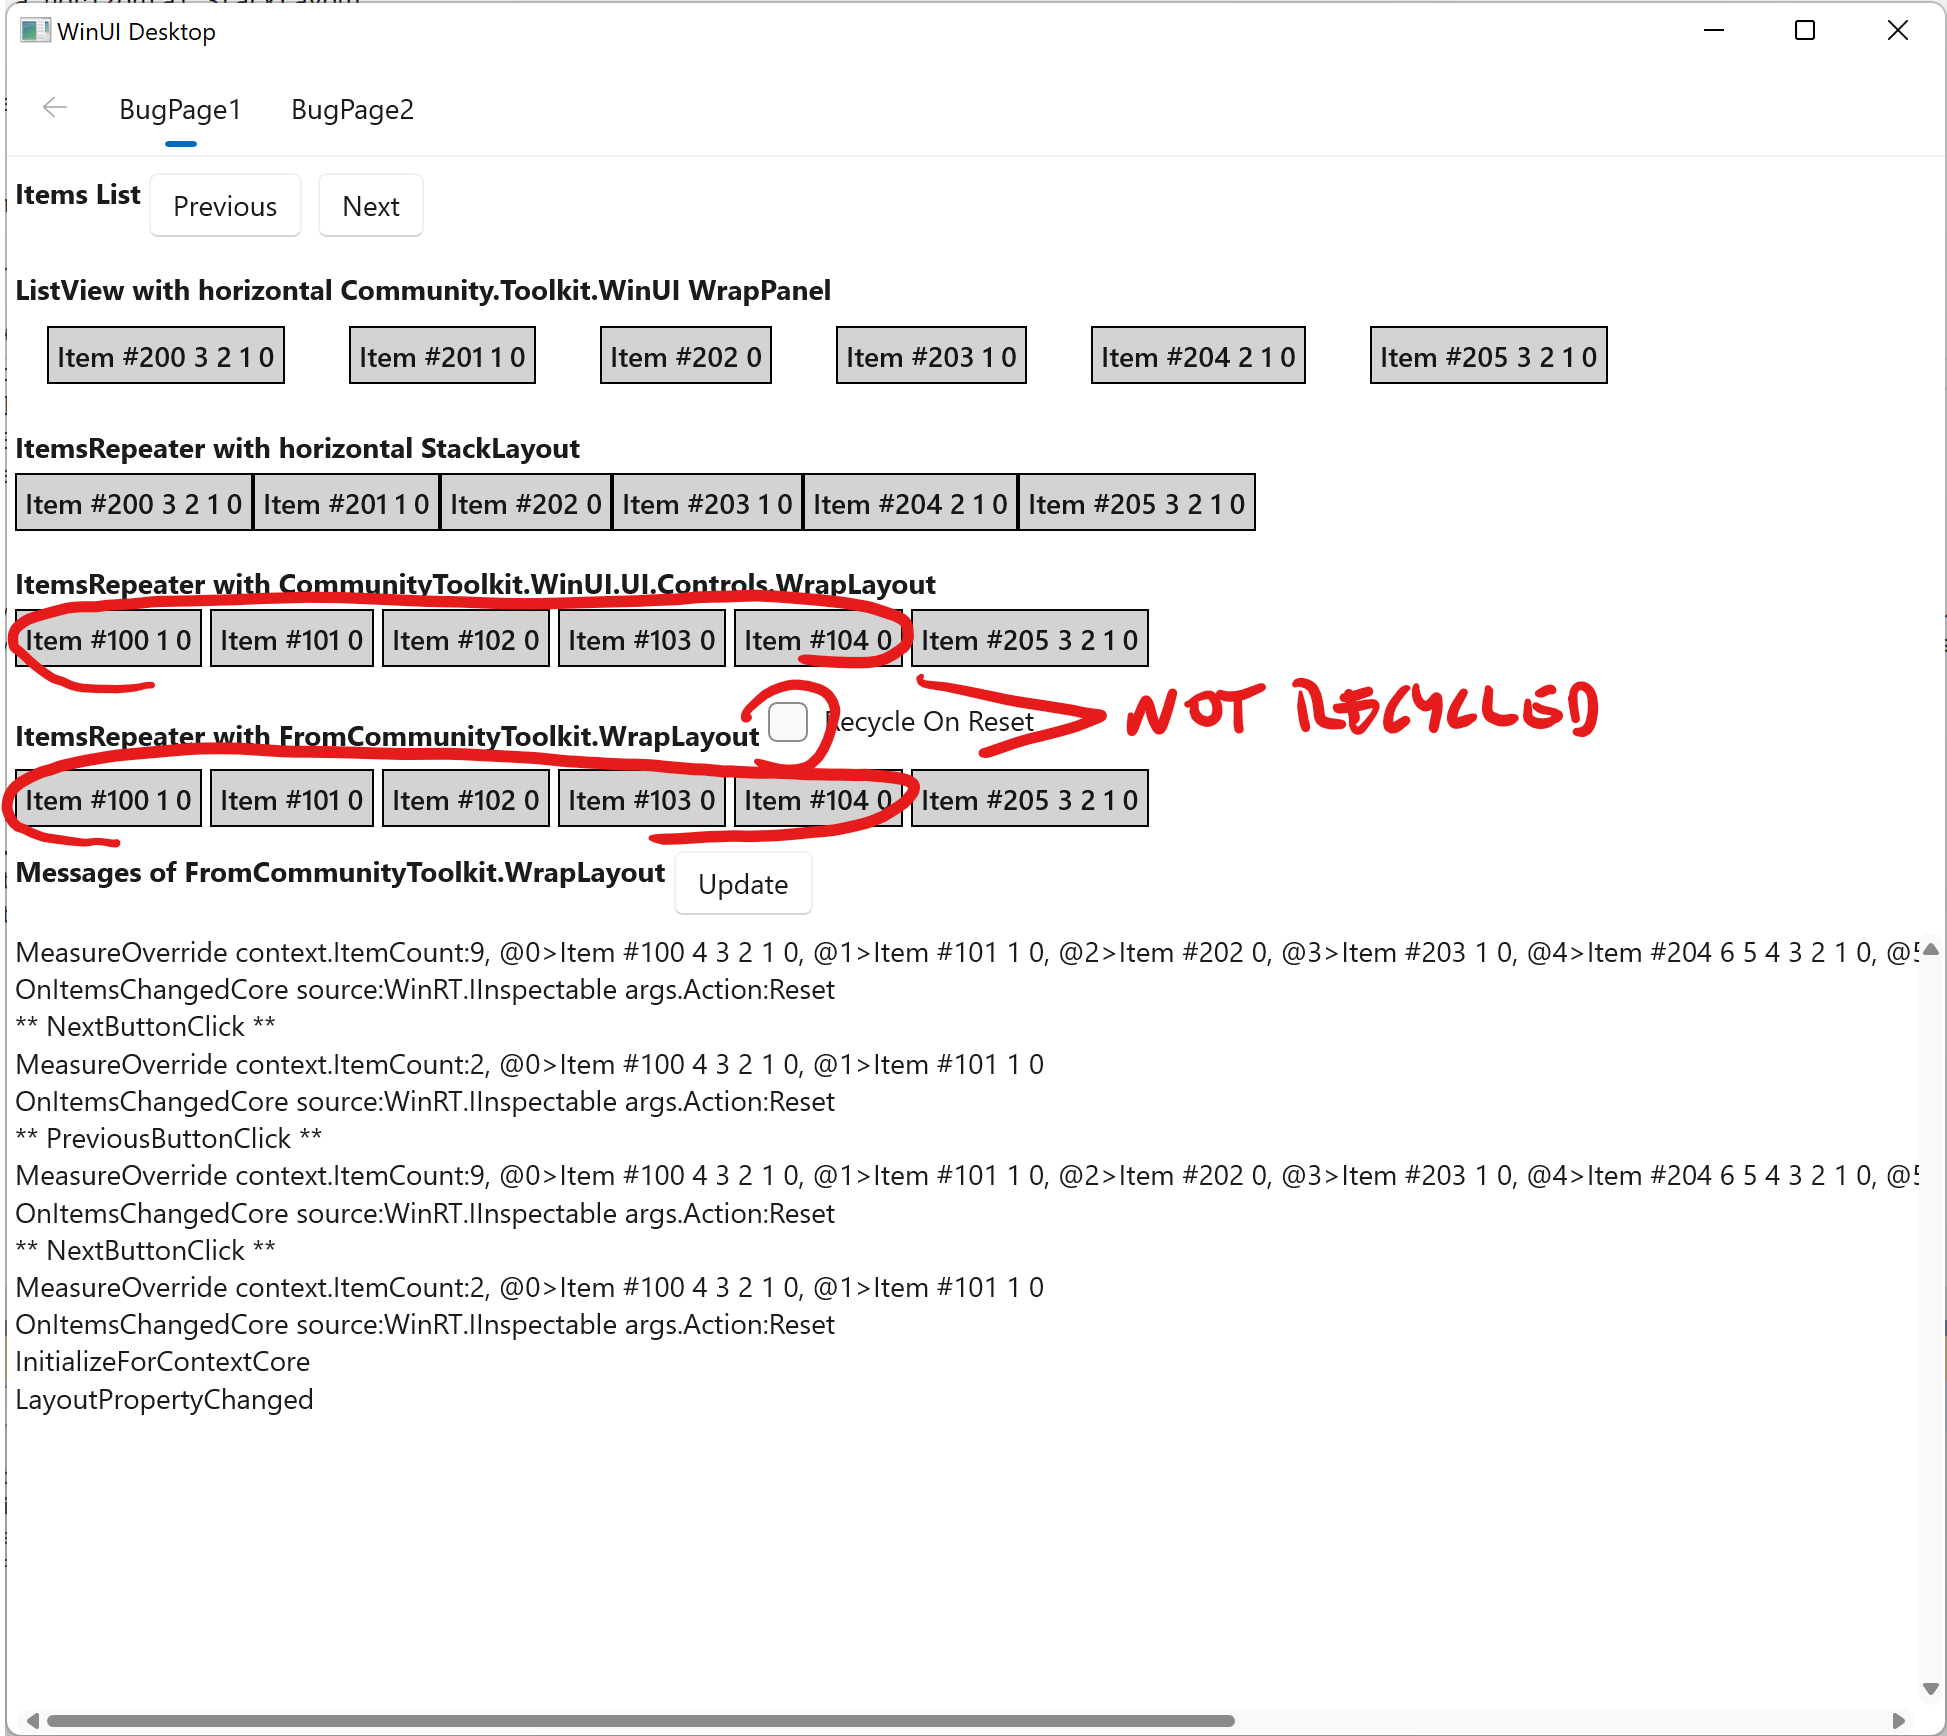 WinUI Desktop
BugPage1 BugPage2
Items List Previous Next
ListView with horizontal Community.Toolkit.WinUI WrapPanel
Item #200 3 2 1 0 Item #201 1 0 Item #202 0 Item #203 1 0 Item #204 2 1 0 Item #205 3 2 1 0
ItemsRepeater with horizontal StackLayout
Item #200 3 2 1 0 Item #201 1 0 Item #202 0 Item #203 1 0 Item #204 2 1 0 Item #205 3 2 1 0
ItemsRepeater with CommunityToolkit.WinUI.UI.Controls.WrapLayout
Item #100 1 0 Item #101 0 Item #102 0 Item #103 0 Item #104 0 Item #205 3 2 1 0
ItemsRepeater with FromCommunityToolkit.WrapLayout Recycle On Reset NOT RECYCLED
Item #100 1 0 Item #101 0 Item #102 0 Item #103 0 Item #104 0 Item #205 3 2 1 0
Messages of FromCommunityToolkit.WrapLayout Update
MeasureOverride context.ItemCount:9, @0>Item #100 4 3 2 1 0, @1>Item #101 1 0, @2>Item #202 0, @3>Item #203 1 0, @4>Item #204 6 5 4 3 2 1 0, @5
OnItemsChangedCore source:WinRT.IInspectable args.Action:Reset
** NextButtonClick **
MeasureOverride context.ItemCount:2, @0>Item #100 4 3 2 1 0, @1>Item #101 1 0
OnItemsChangedCore source:WinRT.IInspectable args.Action:Reset
** PreviousButtonClick **
MeasureOverride context.ItemCount:9, @0>Item #100 4 3 2 1 0, @1>Item #101 1 0, @2>Item #202 0, @3>Item #203 1 0, @4>Item #204 6 5 4 3 2 1 0, @5
OnItemsChangedCore source:WinRT.IInspectable args.Action:Reset
** NextButtonClick **
MeasureOverride context.ItemCount:2, @0>Item #100 4 3 2 1 0, @1>Item #101 1 0
OnItemsChangedCore source:WinRT.IInspectable args.Action:Reset
InitializeForContextCore
LayoutPropertyChanged